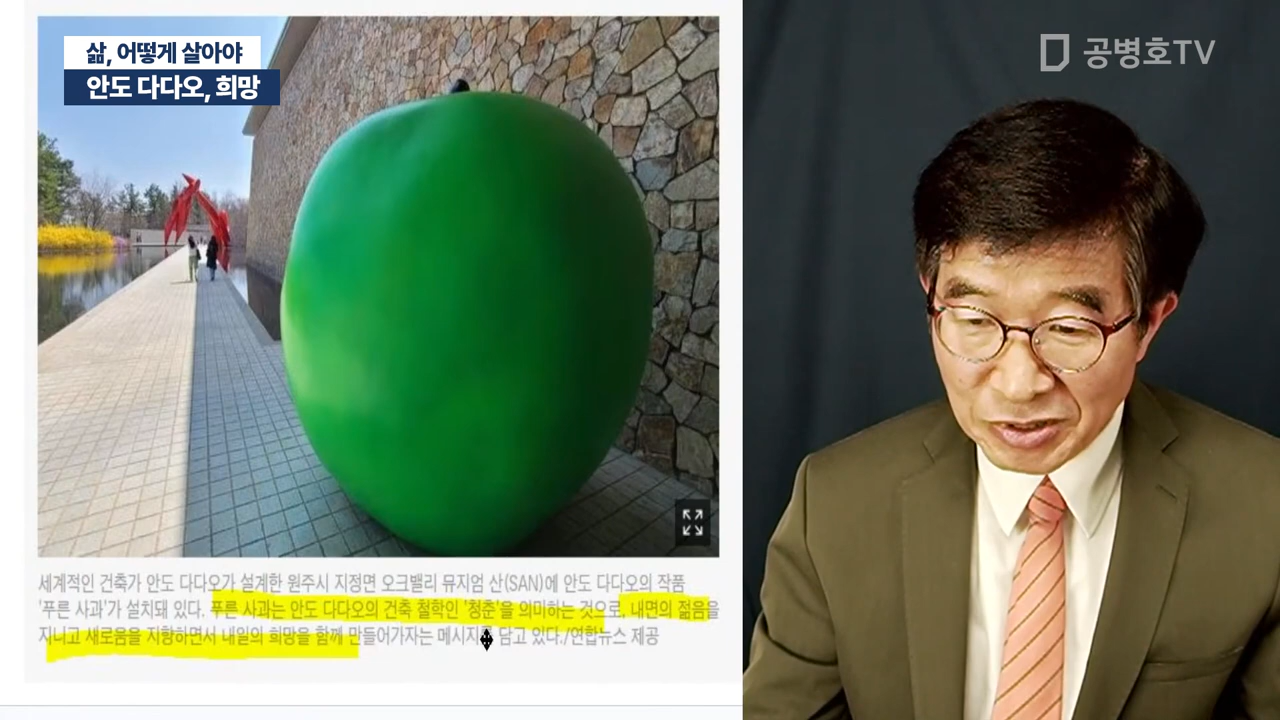 삶, 어떻게 살아야
안도 다다오, 희망
공병호TV
세계적인 건축가 안도 다다오가 설계한 원주시 지정면 오크밸리 뮤지엄 산(SAN)에 안도 다다오의 작품
'푸른 사과'가 설치돼 있다. 푸른 사과는 안도 다다오의 건축 철학인 '청춘'을 의미하는 것으로, 내면의 젊음을
지니고 새로움을 지향하면서 내일의 희망을 함께 만들어가자는 메시지를 담고 있다./연합뉴스 제공